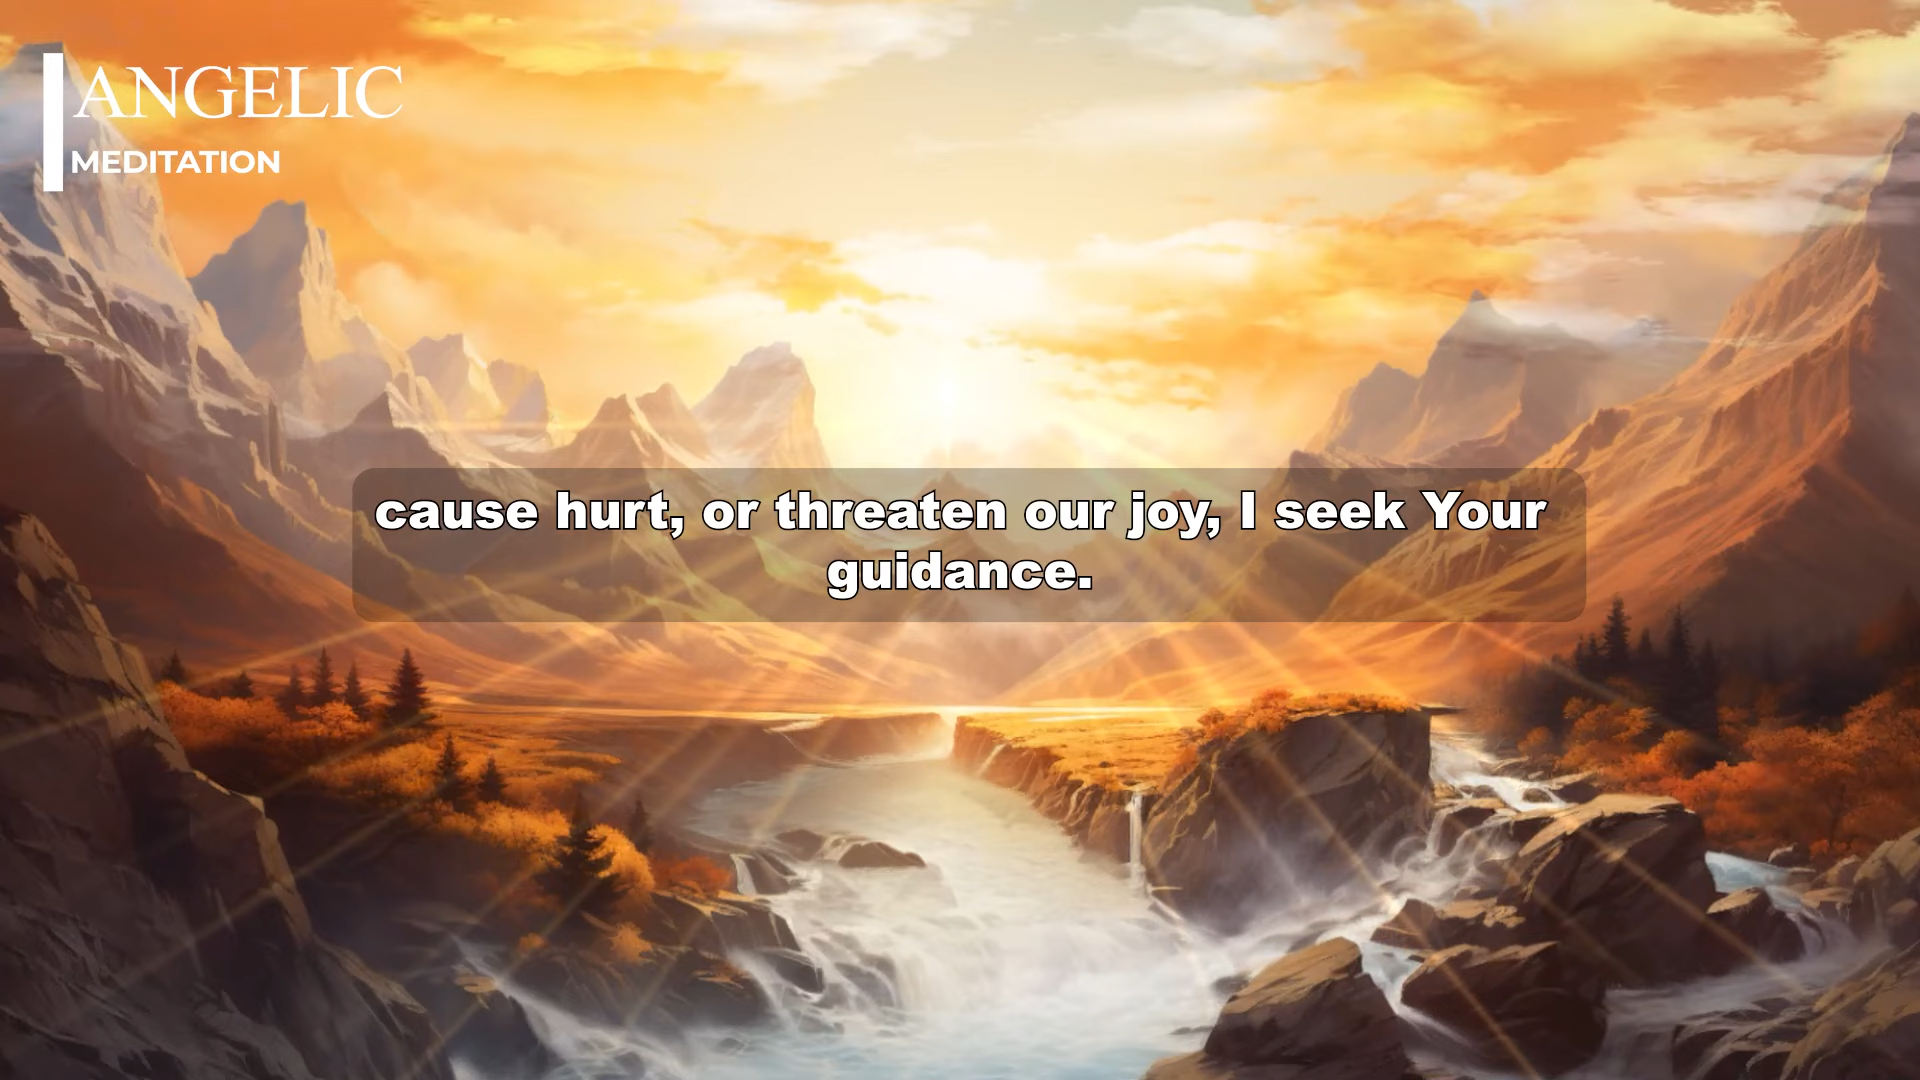 ANGELIC
MEDITATION
cause hurt, or threaten our joy, I seek Your
guidance.